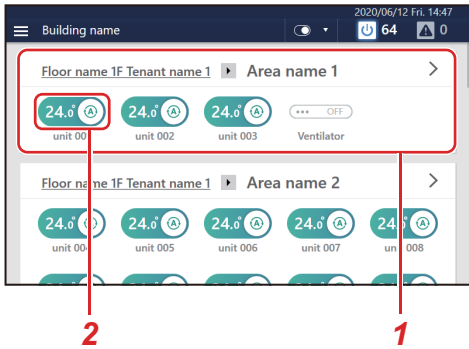 2020/06/12 Fri. 14:47
Building name 64 0
Floor name 1F Tenant name 1 Area name 1
24.0° A 24.0° A 24.0° A OFF
unit 001 unit 002 unit 003 Ventilator
Floor name 1F Tenant name 1 Area name 2
24.0° A 24.0° A 24.0° A 24.0° A 24.0° A
unit 004 unit 005 unit 006 unit 007 unit 008
2 1